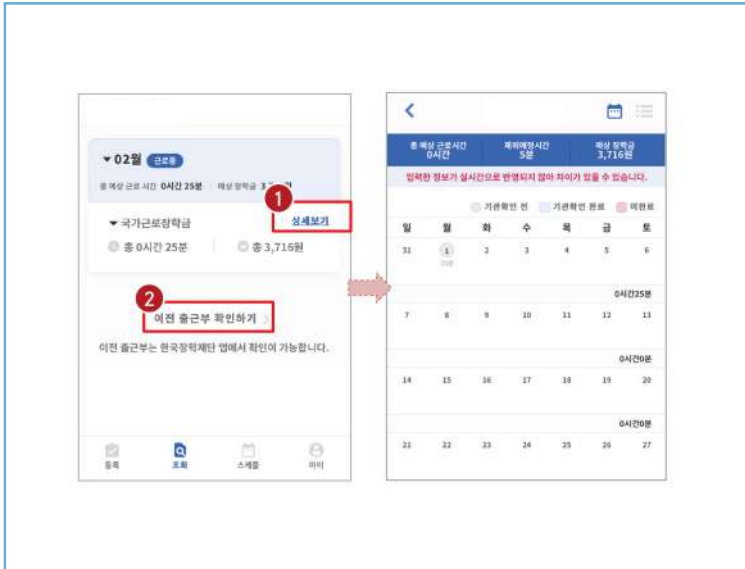 02월 근로중
총 예상 근로 시간 0시간 25분 예상 장학금
1
국가근로장학금 상세보기
총 0시간 25분 총 3,716원
2
이전 출근부 확인하기
이전 출근부는 한국장학재단 앱에서 확인이 가능합니다.
등록 조회 스케줄 마이
총 예상 근로시간 제외예정시간 예상 장학금
0시간 5분 3,716원
입력한 정보가 실시간으로 반영되지 않아 차이가 있을 수 있습니다.
기관확인 전 기관확인 완료 미완료
일 월 화 수 목 금 토
31 1 2 3 4 5 6
0시간25분
7 8 9 10 11 12 13
0시간0분
14 15 16 17 18 19 20
0시간0분
21 22 23 24 25 26 27